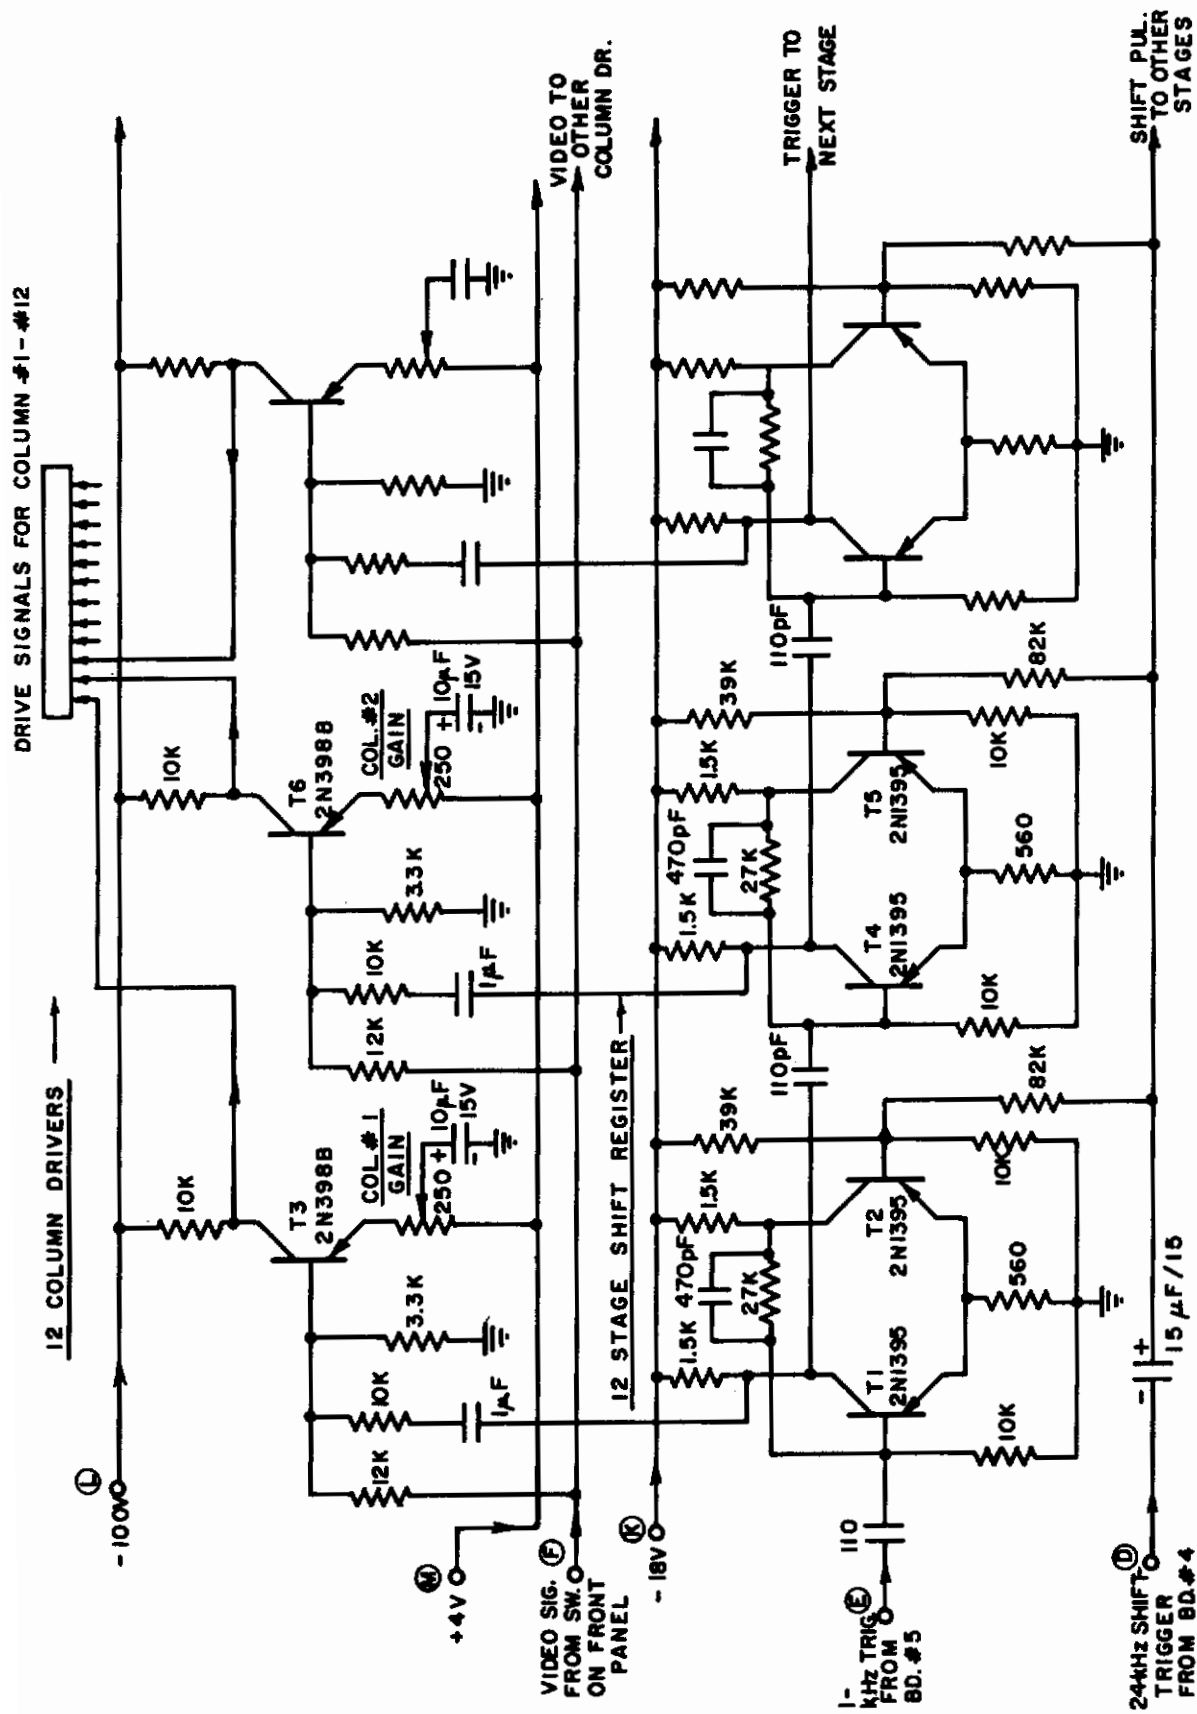 DRIVE SIGNALS FOR COLUMN #1-#12
12 COLUMN DRIVERS
-100V
L
10K
T3
2N398B
COL.#1
GAIN
250
+
10μF
15V
-
3.3K
10K
1μF
12K
10K
T6
2N398B
COL.#2
GAIN
250
+
10μF
15V
-
3.3K
10K
1μF
12K
+4V
M
VIDEO SIG.
FROM SW.
ON FRONT
PANEL
F
VIDEO TO
OTHER
COLUMN DR.
12 STAGE SHIFT REGISTER
-18V
K
1.5K
470pF
27K
1.5K
39K
T1
2N1395
T2
2N1395
10K
560
10K
82K
110pF
1.5K
470pF
27K
1.5K
39K
T4
2N1395
T5
2N1395
10K
560
10K
82K
110pF
TRIGGER TO
NEXT STAGE
1-
kHz TRIG
FROM
BD.#5
E
110
24kHz SHIFT
TRIGGER
FROM BD.#4
D
-
+
15μF/15
SHIFT PUL.
TO OTHER
STAGES